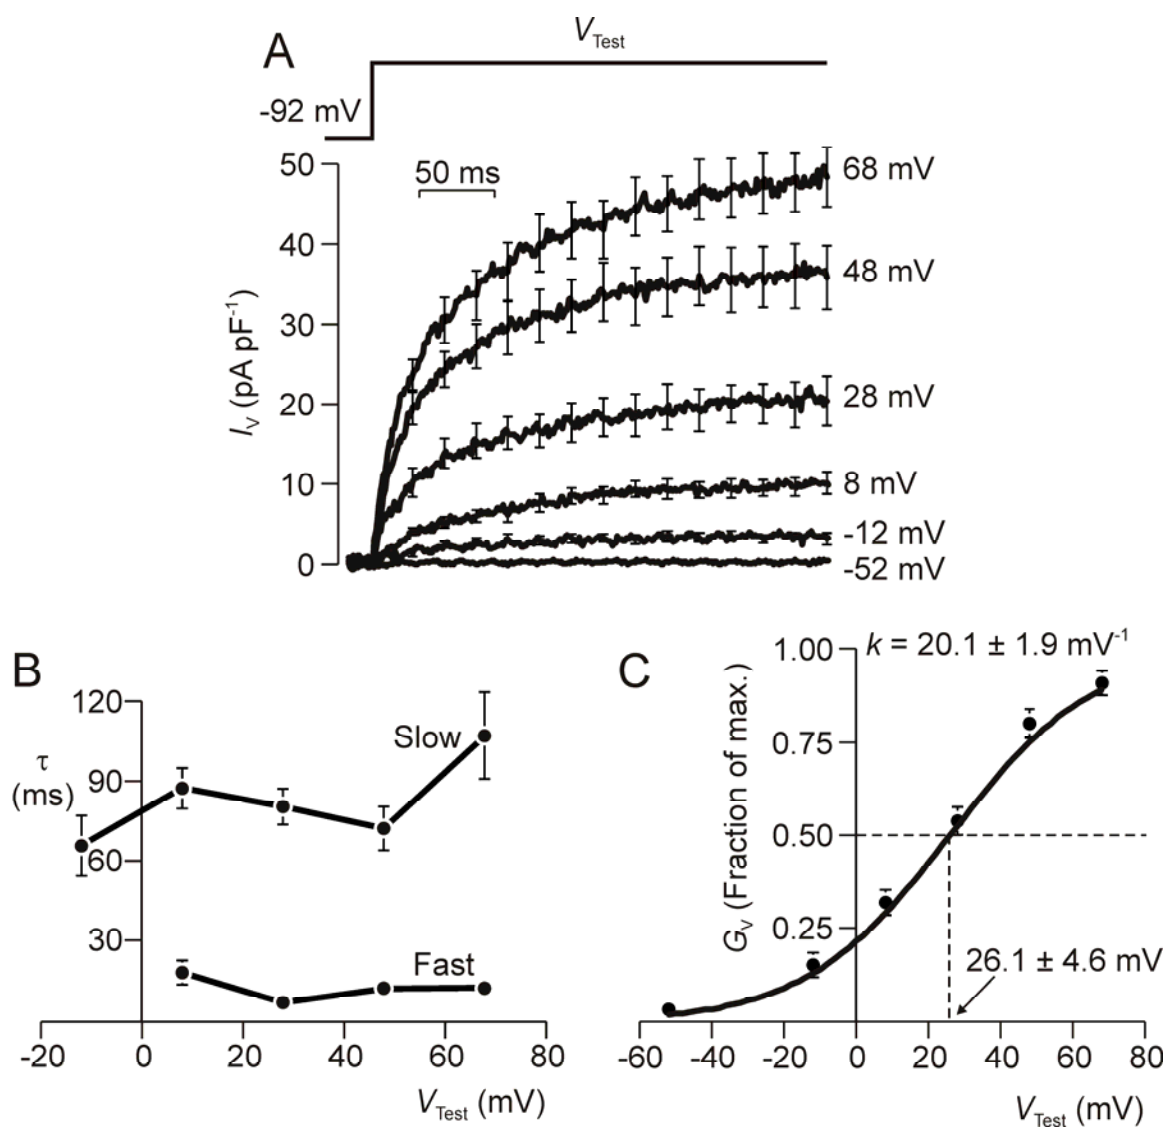 A
V_Test
-92 mV
50 ms
50
40
30
20
10
0
I_V (pA pF⁻¹)
68 mV
48 mV
28 mV
8 mV
-12 mV
-52 mV
B
120
90
60
30
τ
(ms)
Slow
Fast
-20 0 20 40 60 80
V_Test (mV)
C
k = 20.1 ± 1.9 mV⁻¹
1.00
0.75
0.50
0.25
G_V (Fraction of max.)
26.1 ± 4.6 mV
-60 -40 -20 0 20 40 60 80
V_Test (mV)